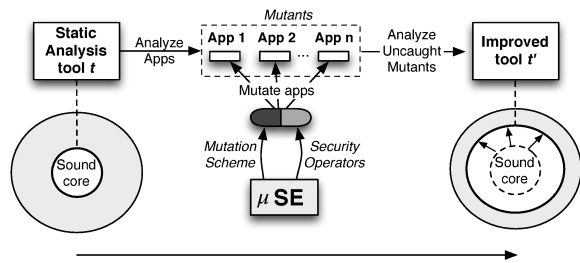 Mutants
Static
Analysis
tool t
Analyze
Apps
App 1 App 2 App n
...
Analyze
Uncaught
Mutants
Improved
tool t'
Mutate apps
Mutation
Scheme
Security
Operators
μ SE
Sound
core
Sound
core